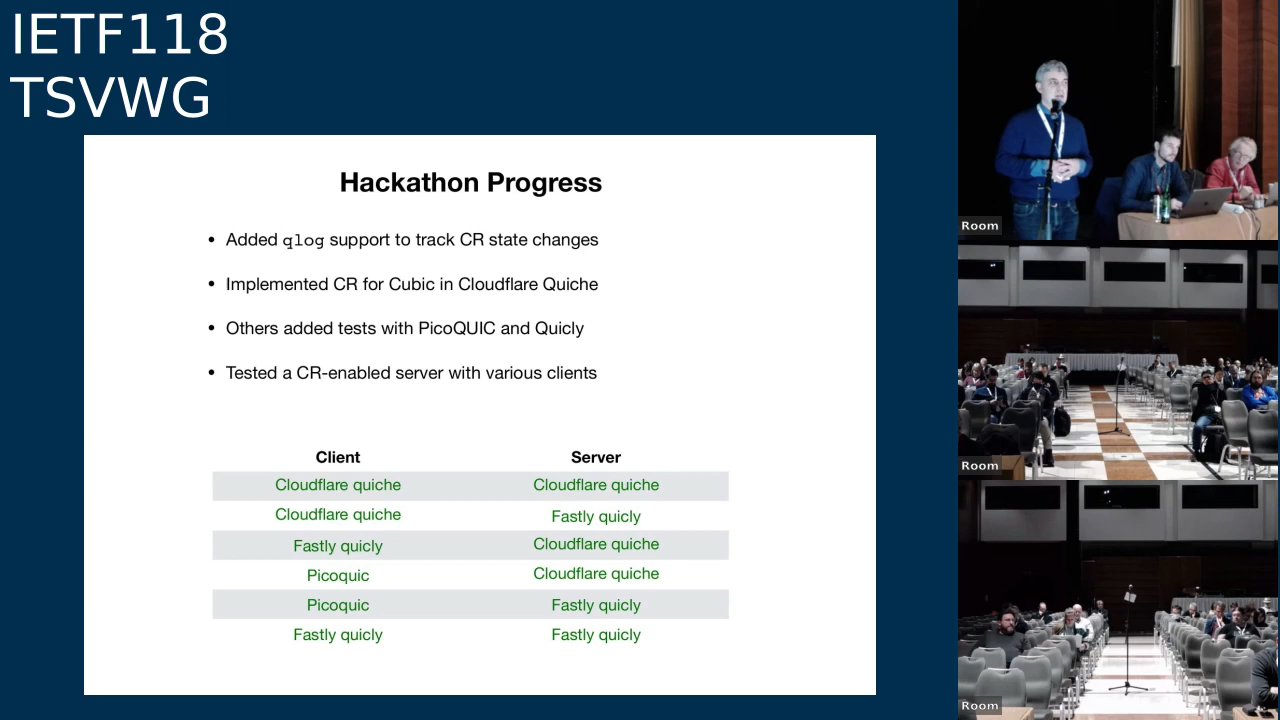 IETF118
TSVWG
Hackathon Progress
• Added qlog support to track CR state changes
• Implemented CR for Cubic in Cloudflare Quiche
• Others added tests with PicoQUIC and Quicly
• Tested a CR-enabled server with various clients
Client Server
Cloudflare quiche Cloudflare quiche
Cloudflare quiche Fastly quicly
Fastly quicly Cloudflare quiche
Picoquic Cloudflare quiche
Picoquic Fastly quicly
Fastly quicly Fastly quicly
Room
Room
Room